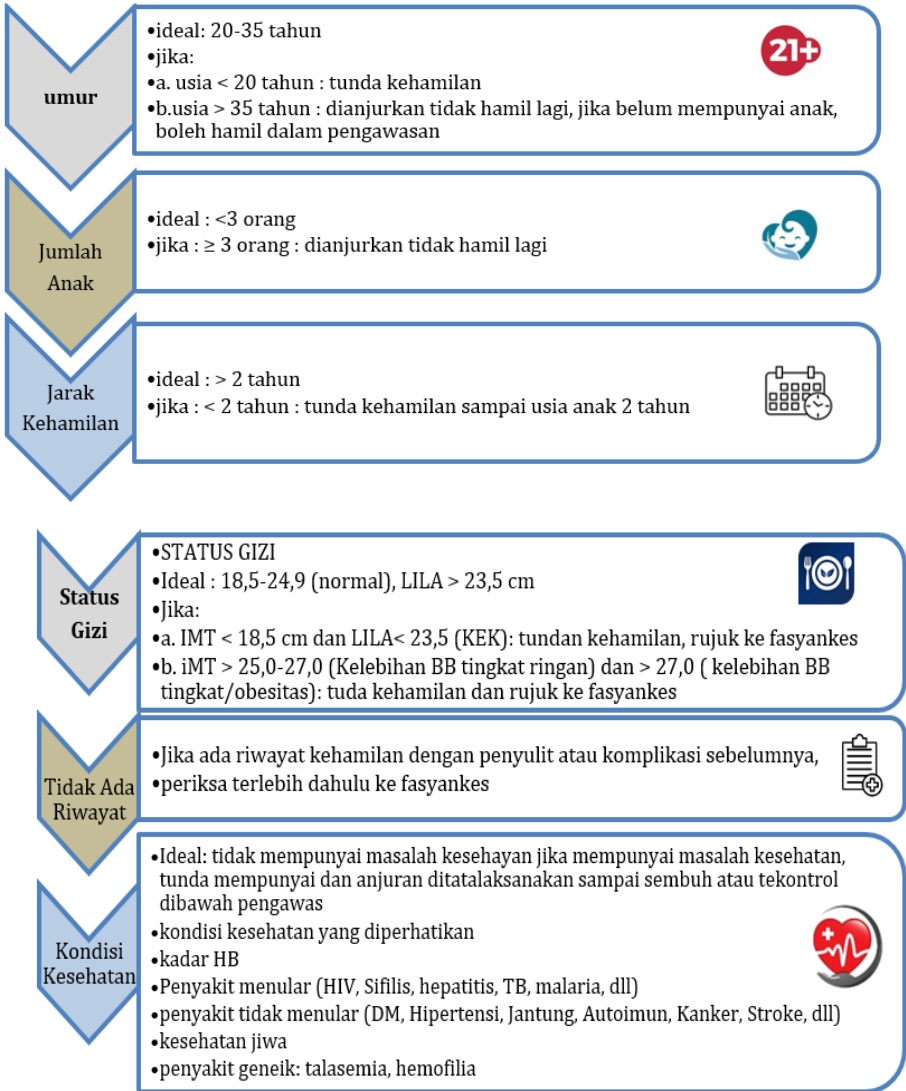 umur
•ideal: 20-35 tahun
•jika:
•a. usia < 20 tahun : tunda kehamilan
•b.usia > 35 tahun : dianjurkan tidak hamil lagi, jika belum mempunyai anak,
boleh hamil dalam pengawasan
21+
Jumlah
Anak
•ideal : <3 orang
•jika : ≥ 3 orang : dianjurkan tidak hamil lagi
Jarak
Kehamilan
•ideal : > 2 tahun
•jika : < 2 tahun : tunda kehamilan sampai usia anak 2 tahun
Status
Gizi
•STATUS GIZI
•Ideal : 18,5-24,9 (normal), LILA > 23,5 cm
•Jika:
•a. IMT < 18,5 cm dan LILA< 23,5 (KEK): tundan kehamilan, rujuk ke fasyankes
•b. iMT > 25,0-27,0 (Kelebihan BB tingkat ringan) dan > 27,0 ( kelebihan BB
tingkat/obesitas): tuda kehamilan dan rujuk ke fasyankes
Tidak Ada
Riwayat
•Jika ada riwayat kehamilan dengan penyulit atau komplikasi sebelumnya,
•periksa terlebih dahulu ke fasyankes
Kondisi
Kesehatan
•Ideal: tidak mempunyai masalah kesehayan jika mempunyai masalah kesehatan,
tunda mempunyai dan anjuran ditatalaksanakan sampai sembuh atau tekontrol
dibawah pengawas
•kondisi kesehatan yang diperhatikan
•kadar HB
•Penyakit menular (HIV, Sifilis, hepatitis, TB, malaria, dll)
•penyakit tidak menular (DM, Hipertensi, Jantung, Autoimun, Kanker, Stroke, dll)
•kesehatan jiwa
•penyakit geneik: talasemia, hemofilia